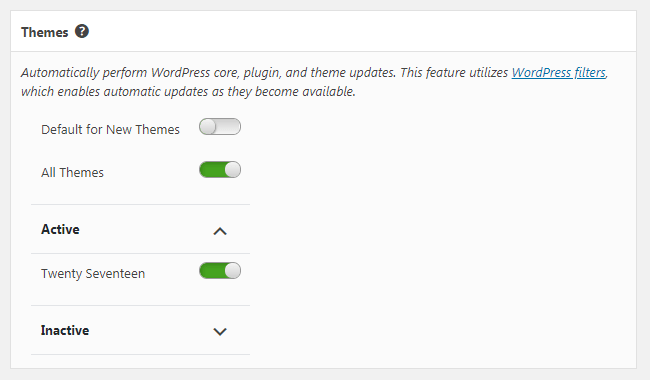 Themes ?
Automatically perform WordPress core, plugin, and theme updates. This feature utilizes WordPress filters,
which enables automatic updates as they become available.
Default for New Themes
All Themes
Active
Twenty Seventeen
Inactive